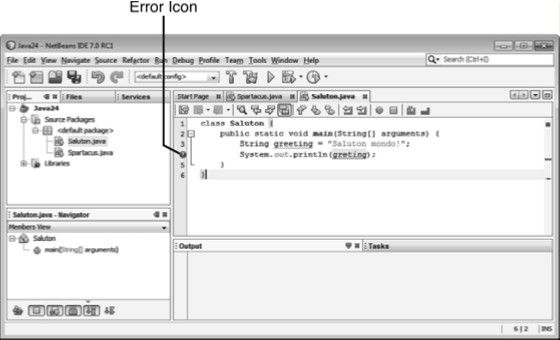 Error Icon
Java24 - NetBeans IDE 7.0 RC1
File Edit View Navigate Source Refactor Run Debug Profile Team Tools Window Help
Search (Ctrl+I)
<default config>
Proj... Files Services
Start Page Spartacus.java Saluton.java
Java24
Source Packages
<default package>
Saluton.java
Spartacus.java
Libraries
1 class Saluton {
2 public static void main(String[] arguments) {
3 String greeting = "Saluton mondo!";
System.out.println(greting);
5 }
6 }
Saluton.java - Navigator
Members View
Saluton
main(String[] arguments)
Output Tasks
6 | 2 INS